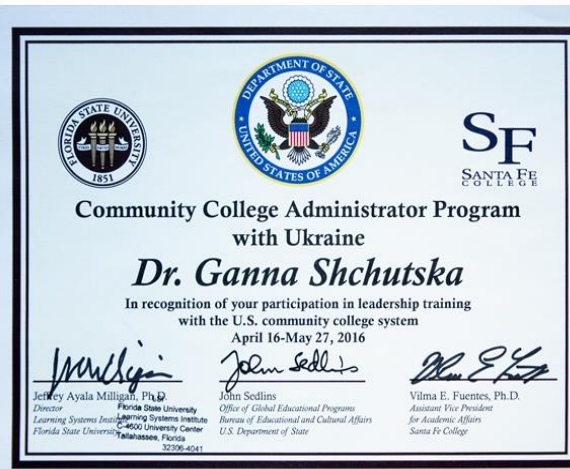 FLORIDA STATE UNIVERSITY
1851
DEPARTMENT OF STATE
UNITED STATES OF AMERICA
SF
SANTA FE
COLLEGE
Community College Administrator Program
with Ukraine
Dr. Ganna Shchutska
In recognition of your participation in leadership training
with the U.S. community college system
April 16-May 27, 2016
John Sedlins
Jeffrey Ayala Milligan, Ph.D.
Director
Learning Systems Institute
Florida State University
Florida State University
Learning Systems Institute
C-4600 University Center
Tallahassee, Florida
32306-4041
John Sedlins
Office of Global Educational Programs
Bureau of Educational and Cultural Affairs
U.S. Department of State
Vilma E. Fuentes, Ph.D.
Assistant Vice President
for Academic Affairs
Santa Fe College